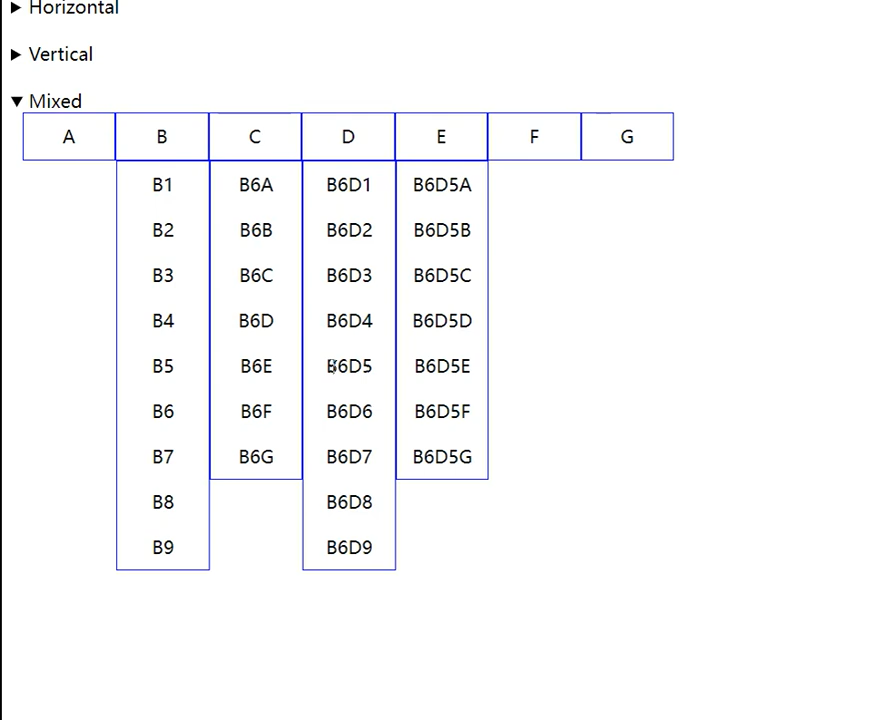 Horizontal
Vertical
Mixed
A B C D E F G
B1 B6A B6D1 B6D5A
B2 B6B B6D2 B6D5B
B3 B6C B6D3 B6D5C
B4 B6D B6D4 B6D5D
B5 B6E B6D5 B6D5E
B6 B6F B6D6 B6D5F
B7 B6G B6D7 B6D5G
B8 B6D8
B9 B6D9